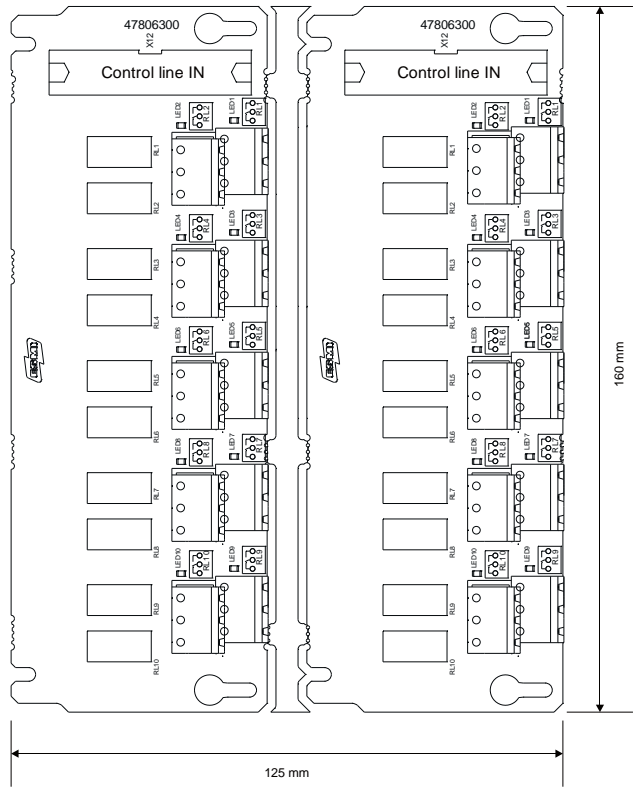 47806300
X12
Control line IN
LED2
RL2
LED1
RL1
RL1
RL2
LED4
RL4
LED3
RL3
RL3
RL4
LED6
RL6
LED5
RL5
RL5
RL6
LED8
RL8
LED7
RL7
RL7
RL8
LED10
RL10
LED9
RL9
RL9
RL10
47806300
X12
Control line IN
LED2
RL2
LED1
RL1
RL1
RL2
LED4
RL4
LED3
RL3
RL3
RL4
LED6
RL6
LED5
RL5
RL5
RL6
LED8
RL8
LED7
RL7
RL7
RL8
LED10
RL10
LED9
RL9
RL9
RL10
160 mm
125 mm